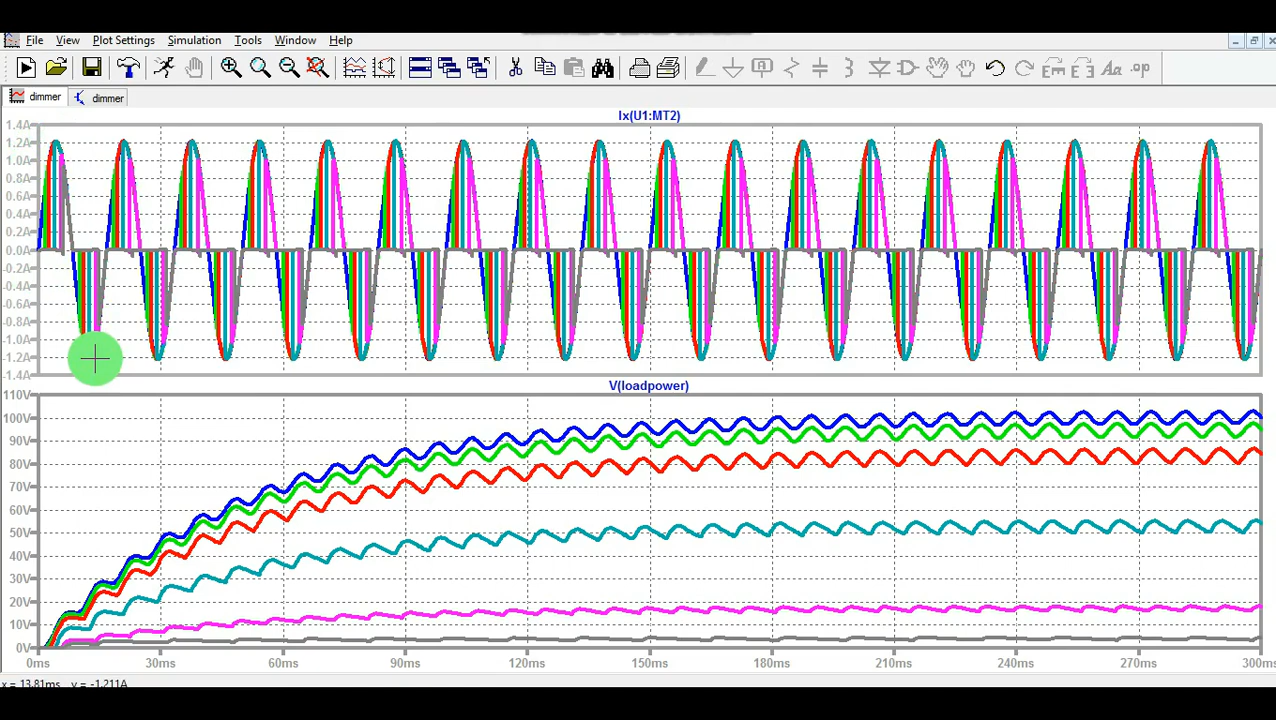 File View Plot Settings Simulation Tools Window Help
Aa .op
dimmer dimmer
Ix(U1:MT2)
1.4A
1.2A
1.0A
0.8A
0.6A
0.4A
0.2A
0.0A
-0.2A
-0.4A
-0.6A
-0.8A
-1.0A
-1.2A
-1.4A
V(loadpower)
110V
100V
90V
80V
70V
60V
50V
40V
30V
20V
10V
0V
0ms 30ms 60ms 90ms 120ms 150ms 180ms 210ms 240ms 270ms 300ms
x = 13.81ms y = -1.211A